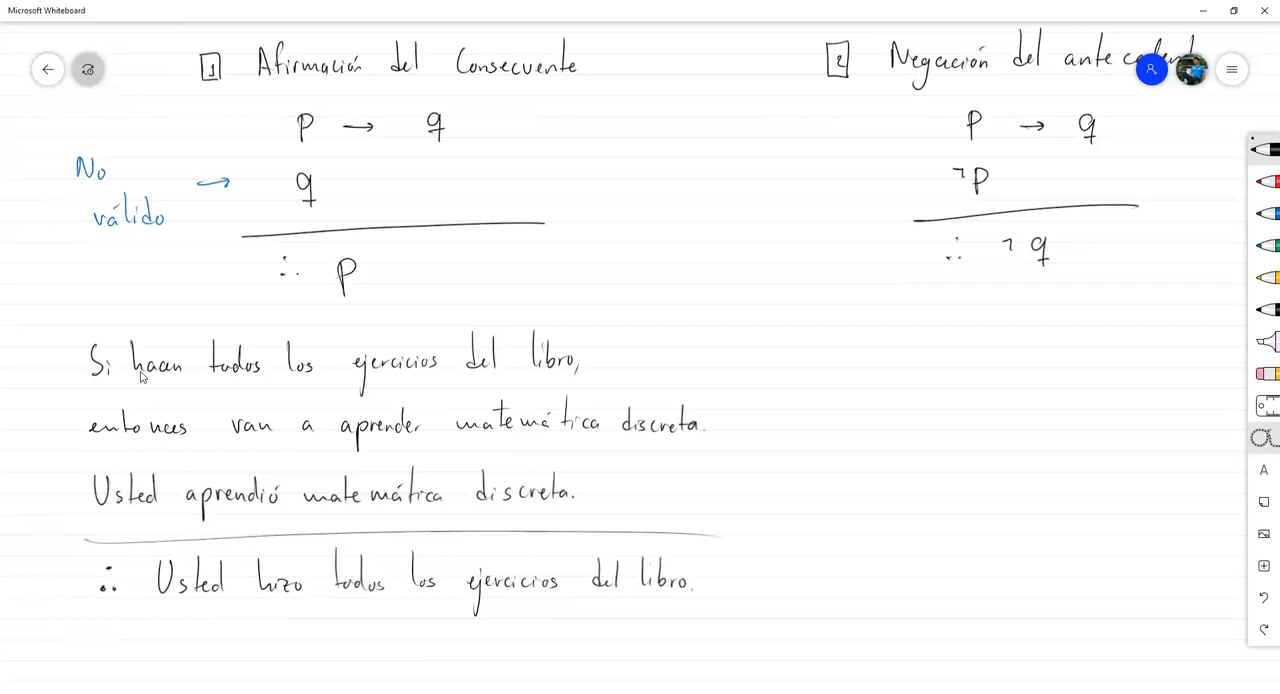 Microsoft Whiteboard
1 Afirmación del Consecuente
p → q
No válido → q
∴ p
2 Negación del antecedente
p → q
¬p
∴ ¬q
Si hacen todos los ejercicios del libro,
entonces van a aprender matemática discreta.
Usted aprendió matemática discreta.
∴ Usted hizo todos los ejercicios del libro.
A